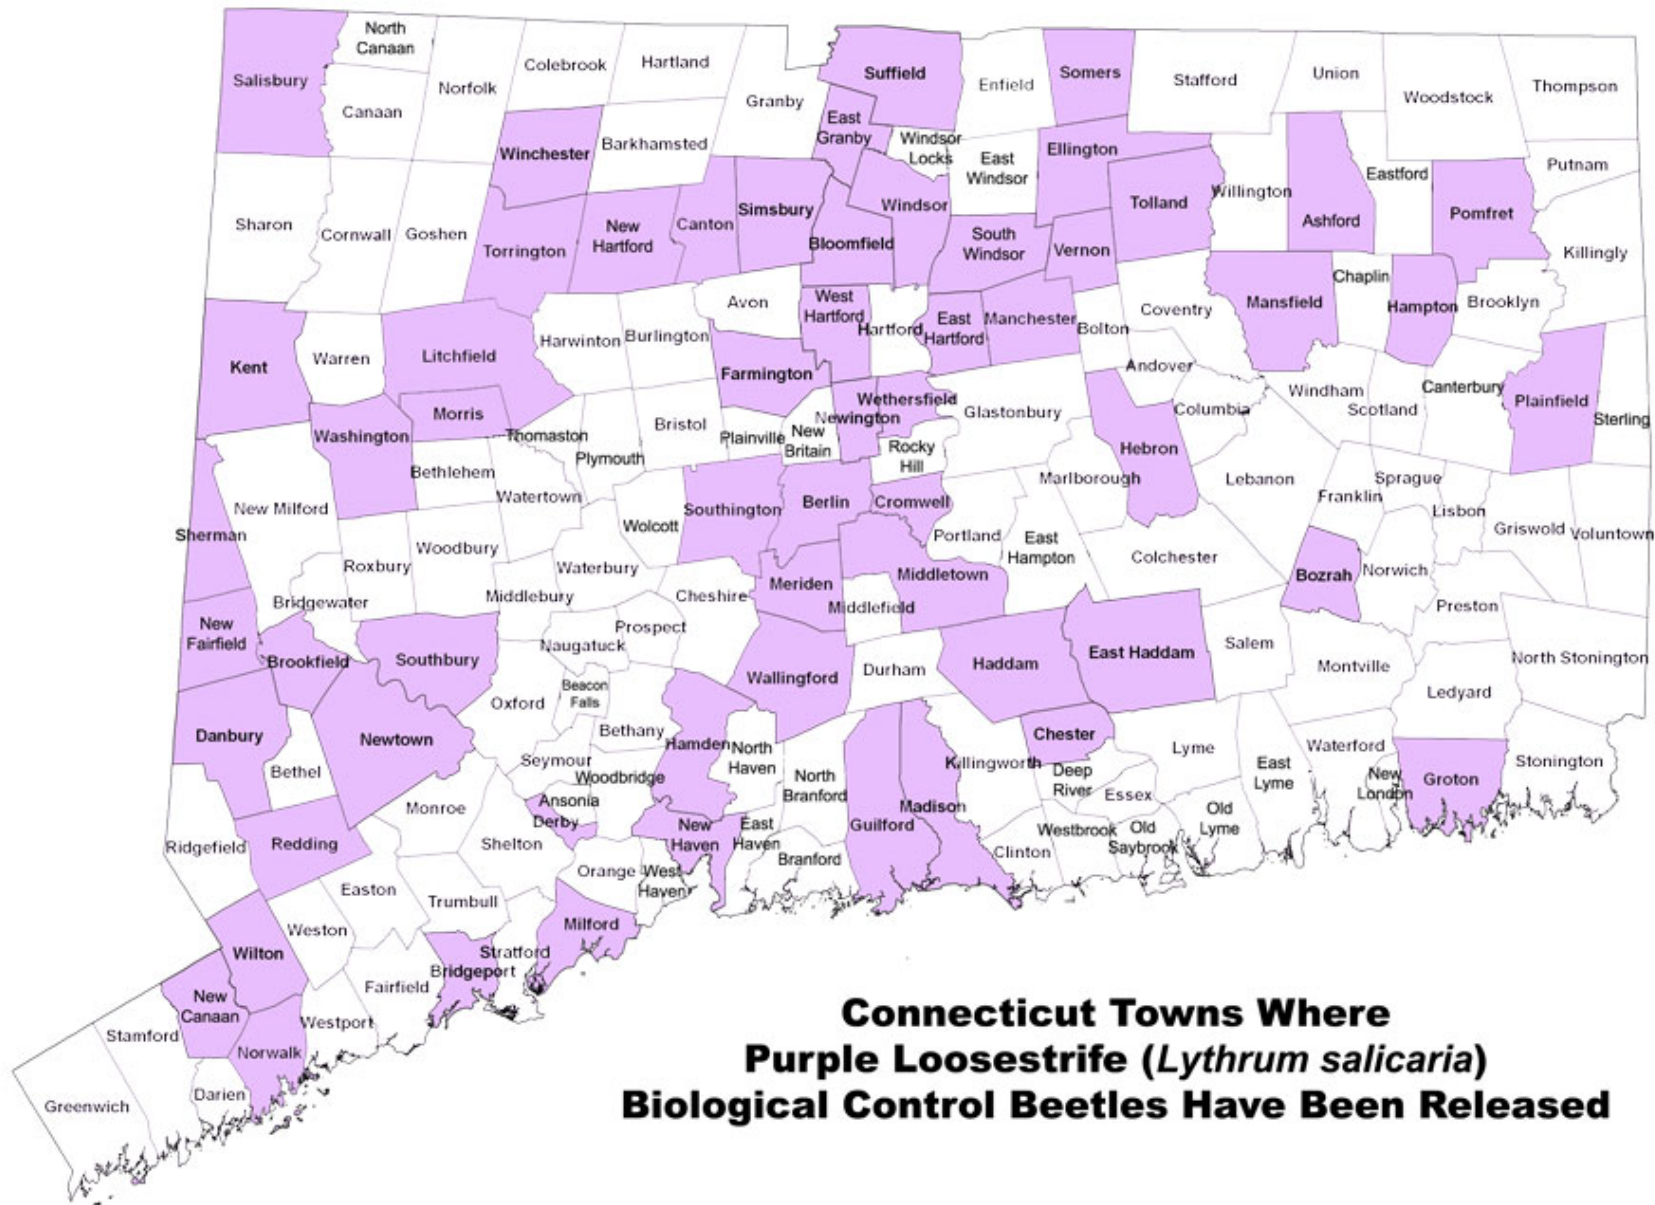 North
Canaan
Colebrook
Hartland
Salisbury
Norfolk
Canaan
Granby
Suffield
Enfield
Somers
Stafford
Union
Woodstock
Thompson
East
Granby
Winchester
Barkhamsted
Windsor
Locks
East
Windsor
Ellington
Eastford
Putnam
Sharon
Cornwall
Goshen
Torrington
New
Hartford
Canton
Simsbury
Bloomfield
Windsor
South
Windsor
Vernon
Tolland
Willington
Ashford
Pomfret
Killingly
Kent
Warren
Litchfield
Harwinton
Burlington
Avon
West
Hartford
Hartford
East
Hartford
Manchester
Bolton
Coventry
Mansfield
Chaplin
Hampton
Brooklyn
Andover
Farmington
Morris
Washington
Thomaston
Plymouth
Bristol
Plainville
New
Britain
Newington
Wethersfield
Glastonbury
Rocky
Hill
Hebron
Columbia
Windham
Scotland
Canterbury
Plainfield
Sterling
Bethlehem
Watertown
New Milford
Sherman
Wolcott
Southington
Berlin
Cromwell
Portland
East
Hampton
Marlborough
Lebanon
Franklin
Sprague
Lisbon
Griswold
Voluntown
Woodbury
Roxbury
Bridgewater
Waterbury
Middlebury
Cheshire
Meriden
Middletown
Middlefield
Colchester
Bozrah
Norwich
Preston
New
Fairfield
Brookfield
Southbury
Naugatuck
Prospect
Wallingford
Durham
Haddam
East Haddam
Salem
Montville
Ledyard
North Stonington
Oxford
Beacon
Falls
Bethany
Danbury
Bethel
Newtown
Seymour
Woodbridge
Hamden
North
Haven
North
Branford
Guilford
Madison
Killingworth
Chester
Deep
River
Essex
Lyme
East
Lyme
Waterford
New
London
Groton
Stonington
Monroe
Ansonia
Derby
Ridgefield
Redding
Shelton
Orange
New
Haven
West
Haven
East
Haven
Branford
Clinton
Westbrook
Old
Saybrook
Old
Lyme
Easton
Trumbull
Weston
Wilton
Milford
Stratford
Bridgeport
Fairfield
New
Canaan
Westport
Stamford
Norwalk
Darien
Greenwich
Connecticut Towns Where
Purple Loosestrife (Lythrum salicaria)
Biological Control Beetles Have Been Released